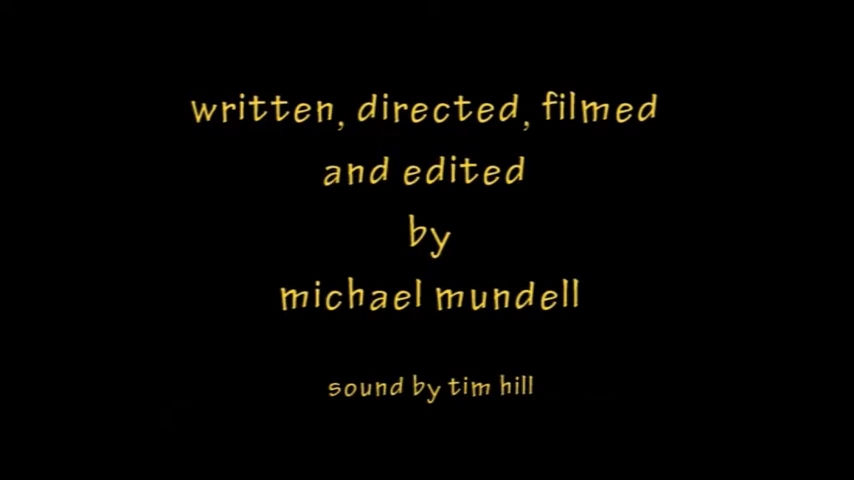 written, directed, filmed
and edited
by
michael mundell
sound by tim hill